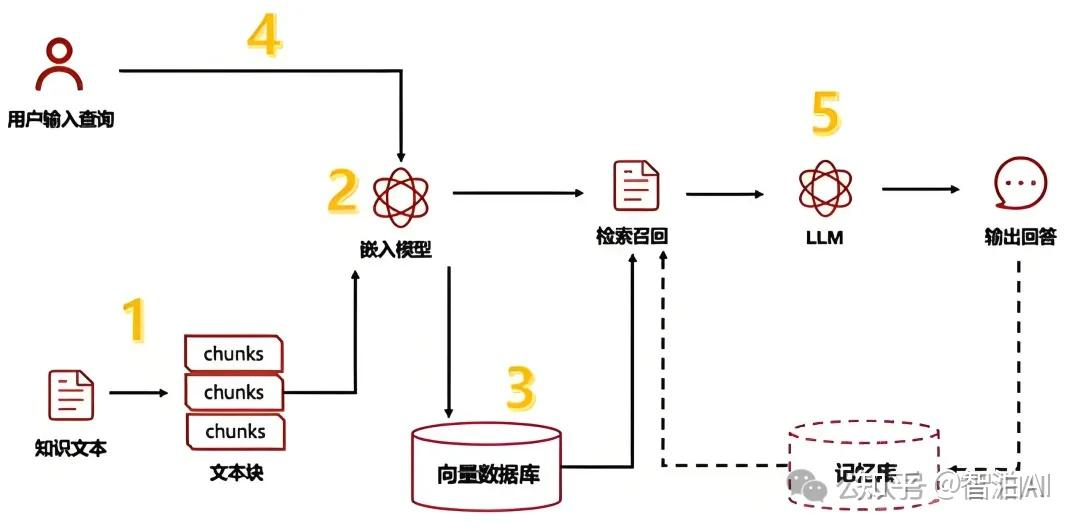 4
用户输入查询
5
2
嵌入模型
检索召回
LLM
输出回答
1
chunks
chunks
chunks
知识文本
文本块
3
向量数据库
记忆库
公众号 @智泊AI